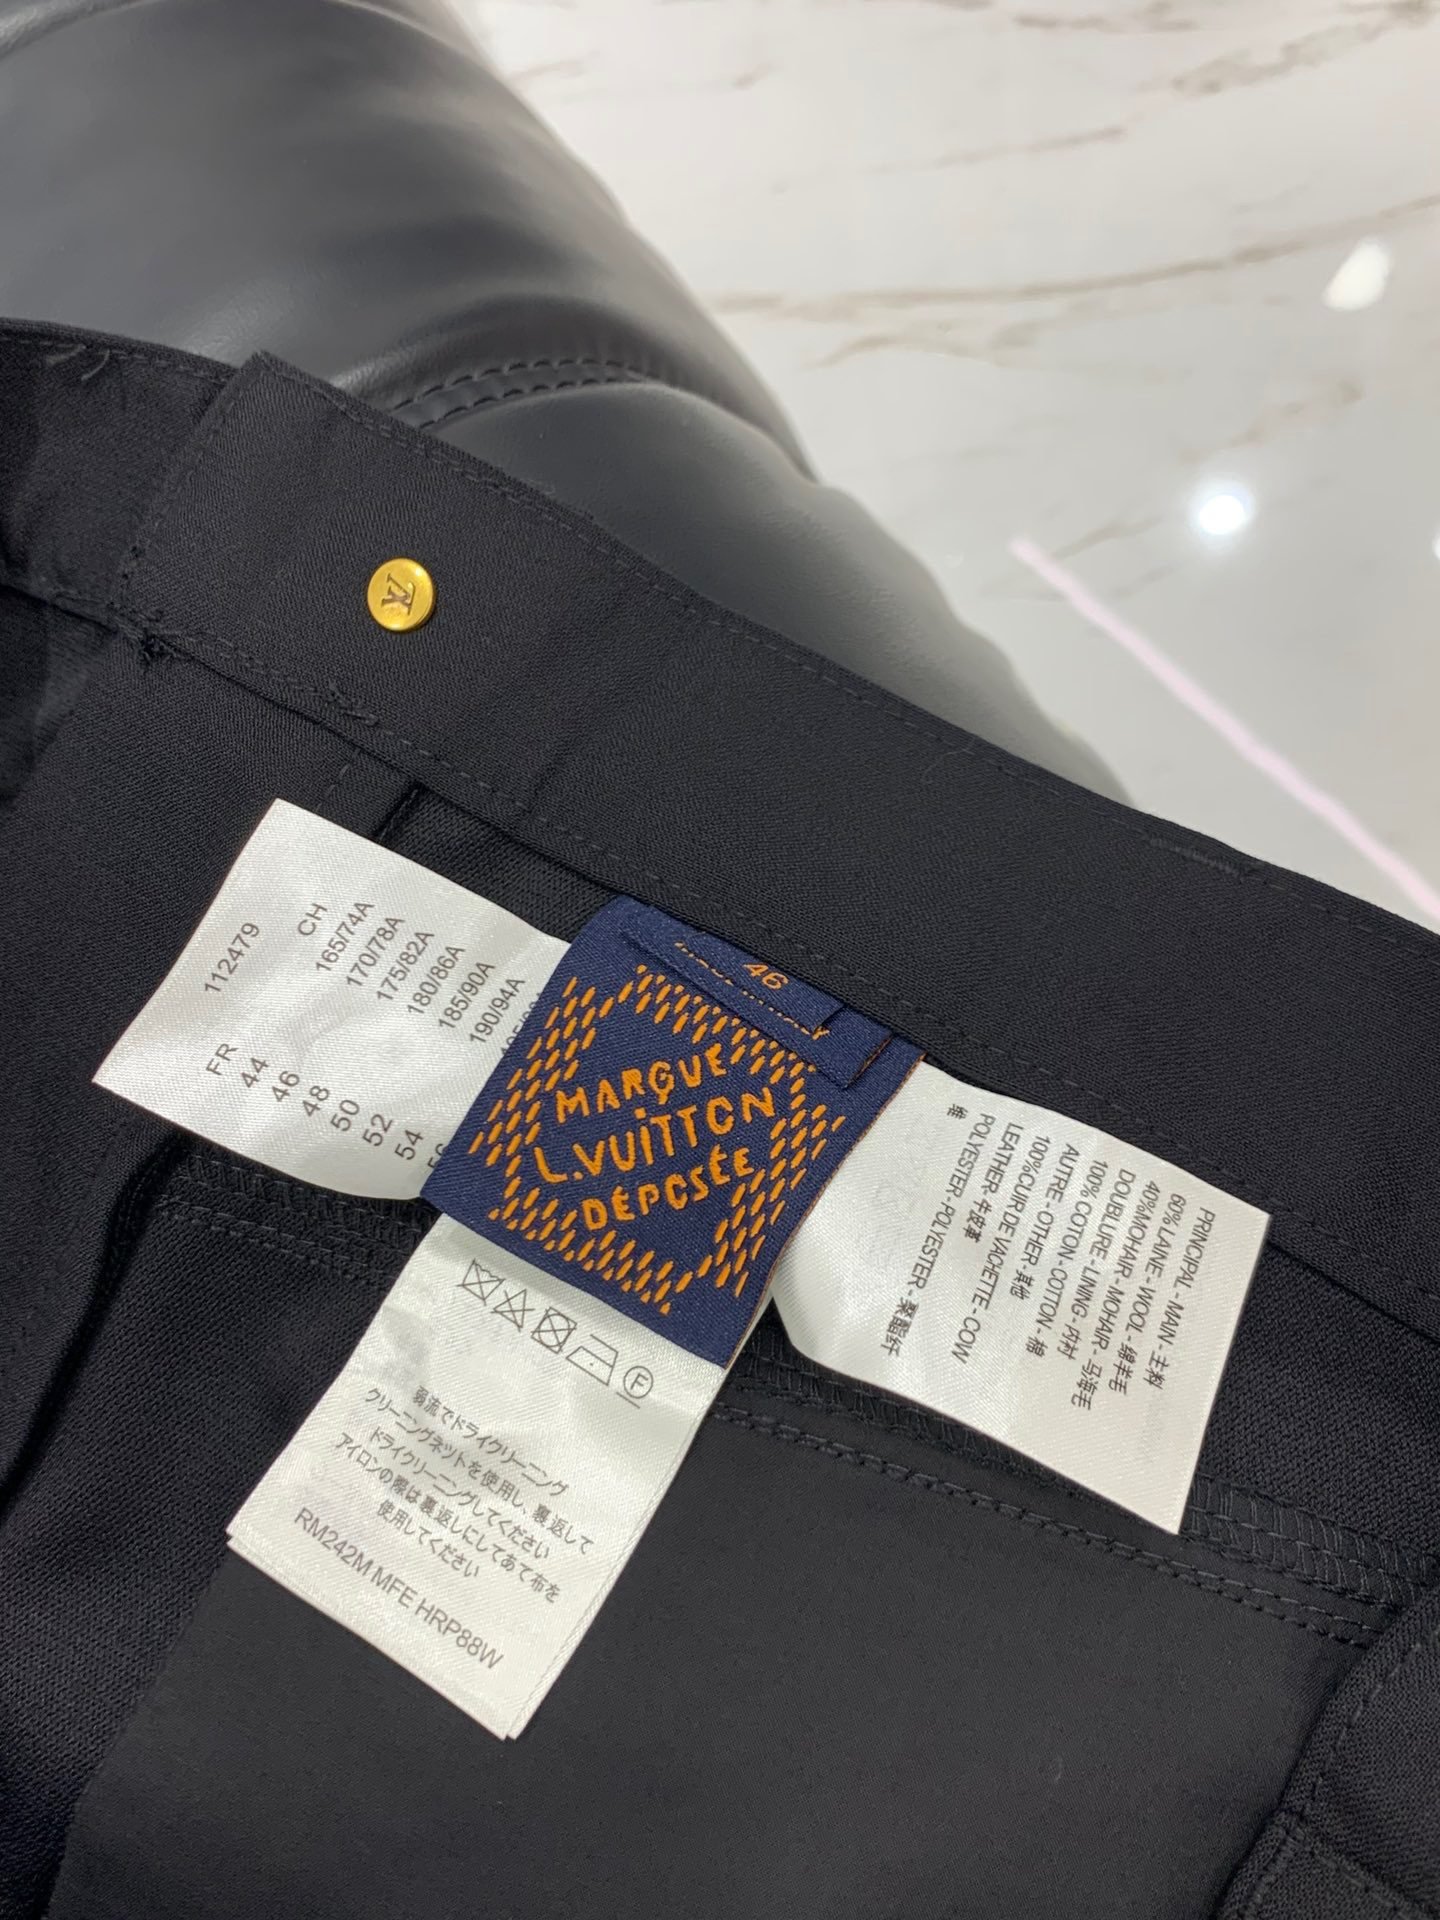 LV
112479
FR CH
44 165/74A
46 170/78A
48 175/82A
50 180/86A
52 185/90A
54 190/94A
46
MARQUE
L.VUITTON
DÉPOSÉE
F
弱流でドライクリーニング
クリーニングネットを使用し、裏返して
ドライクリーニングしてください
アイロンの際は裏返しにしてあて布を
使用してください
RM242M MFE HRP88W
PRINCIPAL - MAIN - 主料
60% LAINE - WOOL - 绵羊毛
40%MOHAIR - MOHAIR - 马海毛
DOUBLURE - LINING - 内衬
100% COTON - COTTON - 棉
AUTRE - OTHER - 其他
100%CUIR DE VACHETTE - COW
LEATHER - 牛皮革
POLYESTER - POLYESTER - 聚酯纤
维